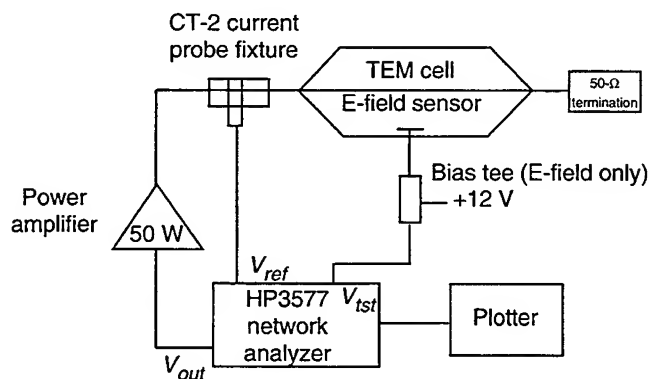 CT-2 current
probe fixture
TEM cell
E-field sensor
50-Ω
termination
Bias tee (E-field only)
+12 V
Power
amplifier
50 W
V_ref
V_tst
HP3577
network
analyzer
Plotter
V_out